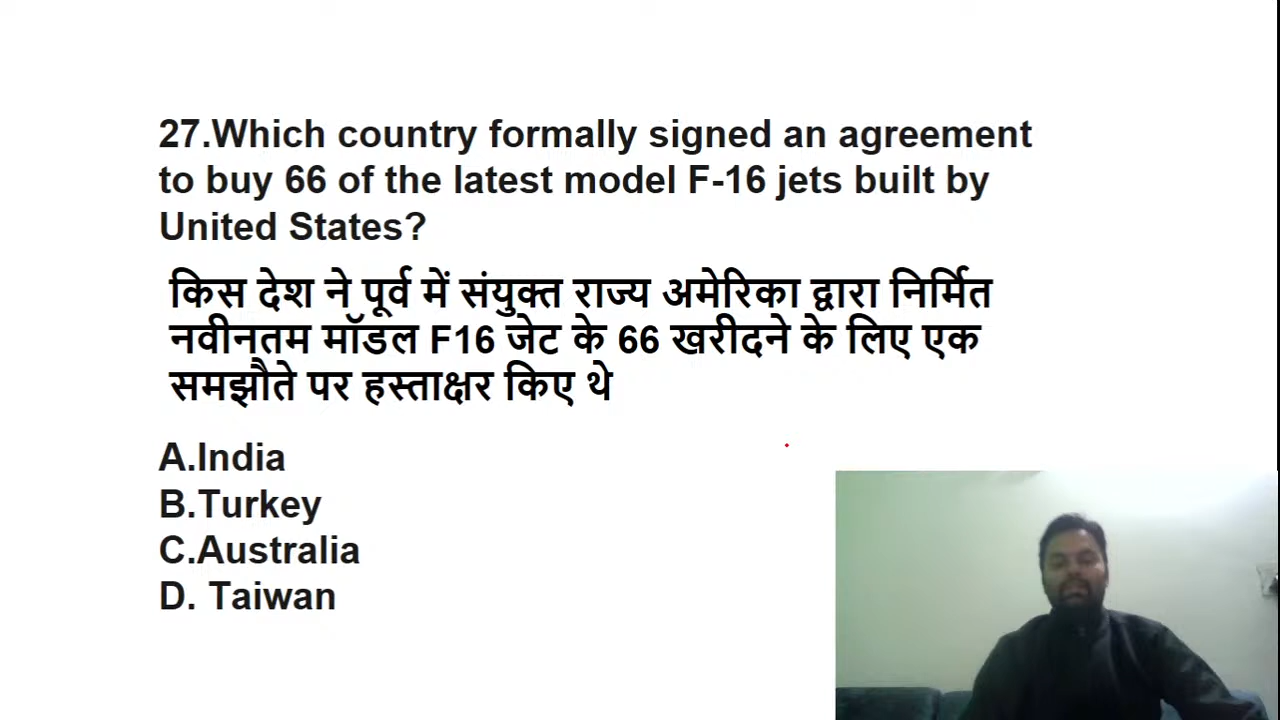 27.Which country formally signed an agreement
to buy 66 of the latest model F-16 jets built by
United States?
किस देश ने पूर्व में संयुक्त राज्य अमेरिका द्वारा निर्मित
नवीनतम मॉडल F16 जेट के 66 खरीदने के लिए एक
समझौते पर हस्ताक्षर किए थे
A.India
B.Turkey
C.Australia
D. Taiwan